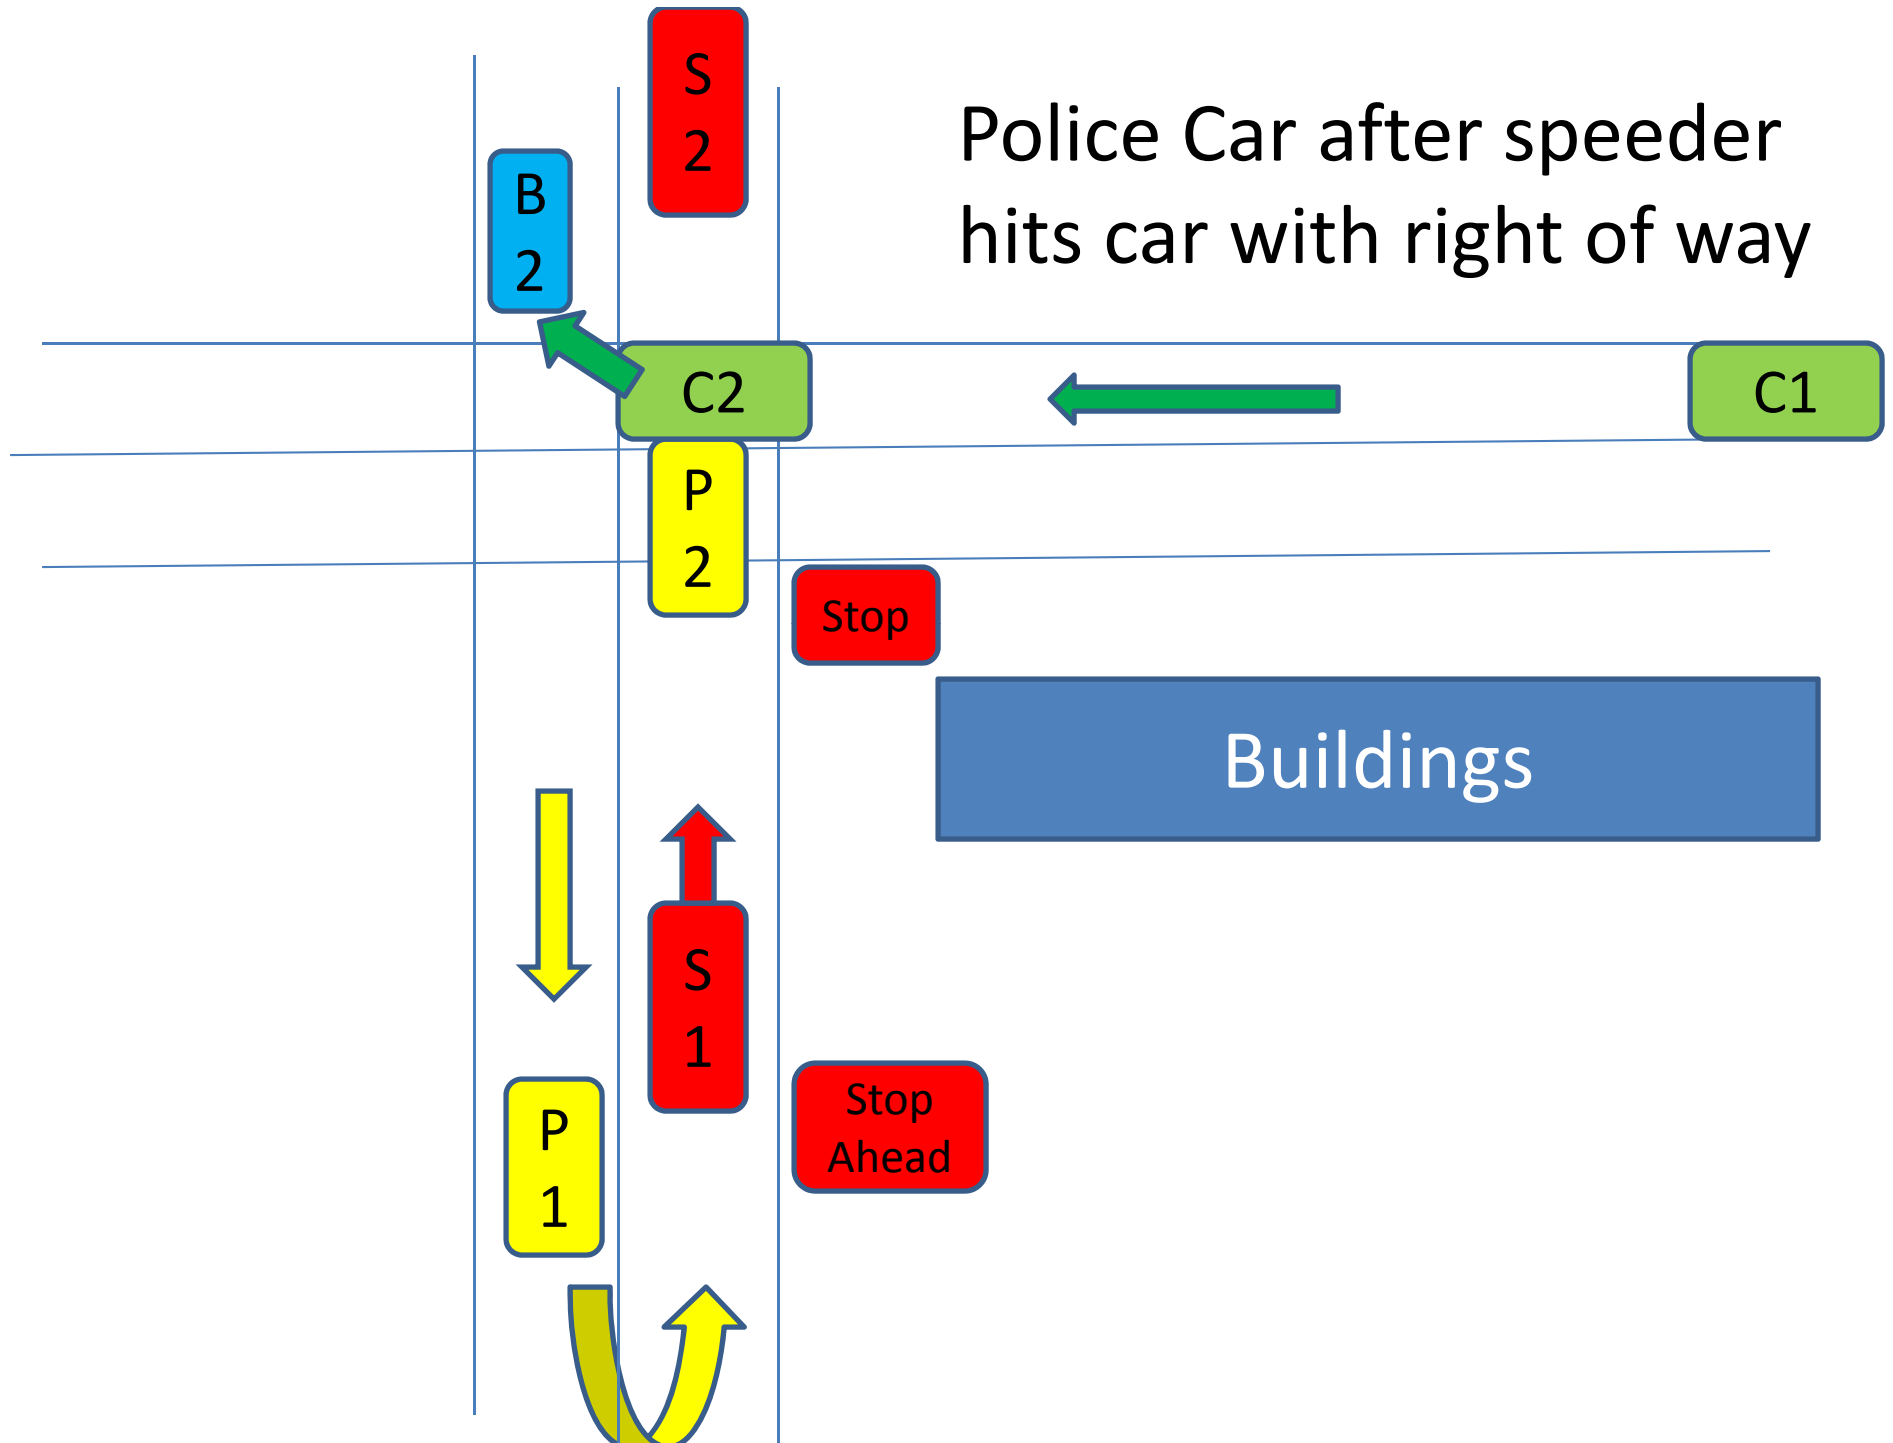 S
2
Police Car after speeder
hits car with right of way
B
2
C2
C1
P
2
Stop
Buildings
S
1
Stop
Ahead
P
1